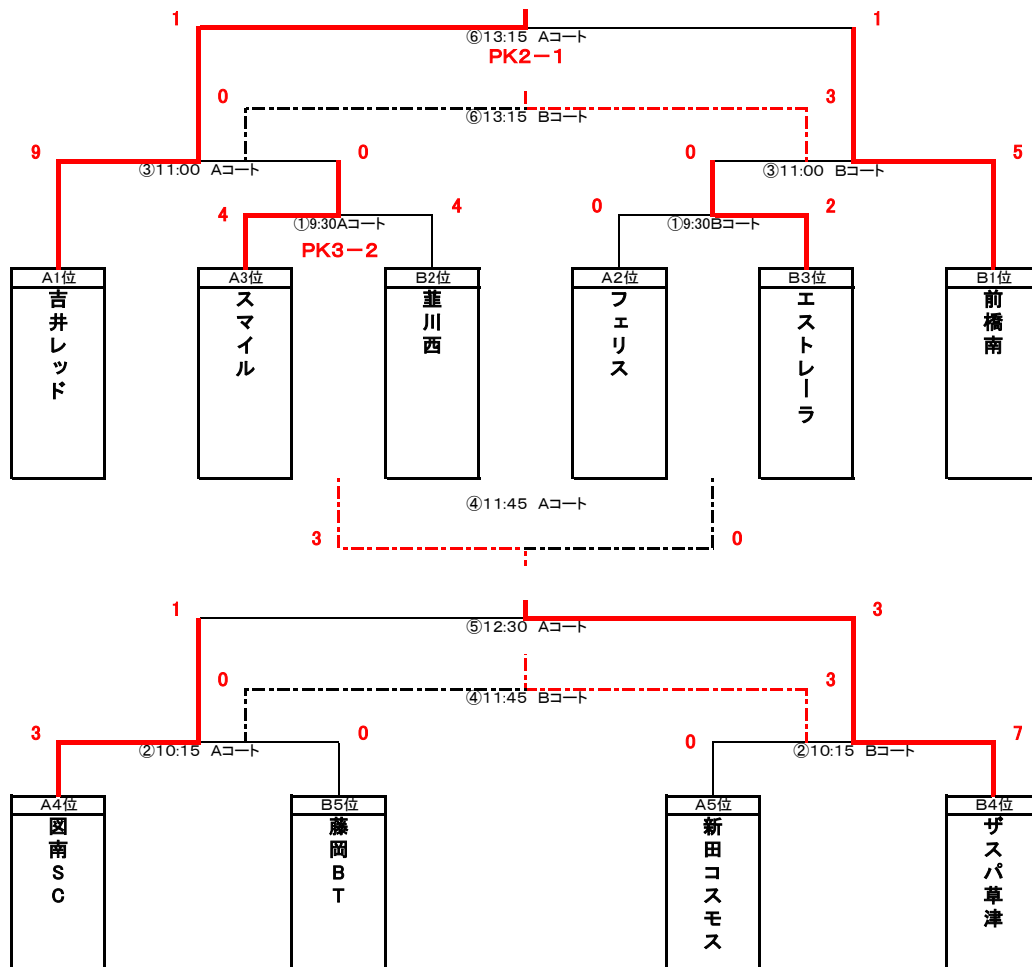 1
1
⑥13:15 Aコート
PK2－1
0
3
⑥13:15 Bコート
9
0
0
5
③11:00 Aコート
③11:00 Bコート
4
4
0
2
①9:30Aコート
①9:30Bコート
PK3－2
A1位
A3位
B2位
A2位
B3位
B1位
吉井レッド
スマイル
韮川西
フェリス
エストレーラ
前橋南
④11:45 Aコート
3
0
1
3
⑤12:30 Aコート
0
3
④11:45 Bコート
3
0
0
7
②10:15 Aコート
②10:15 Bコート
A4位
B5位
A5位
B4位
図南SC
藤岡BT
新田コスモス
ザスパ草津